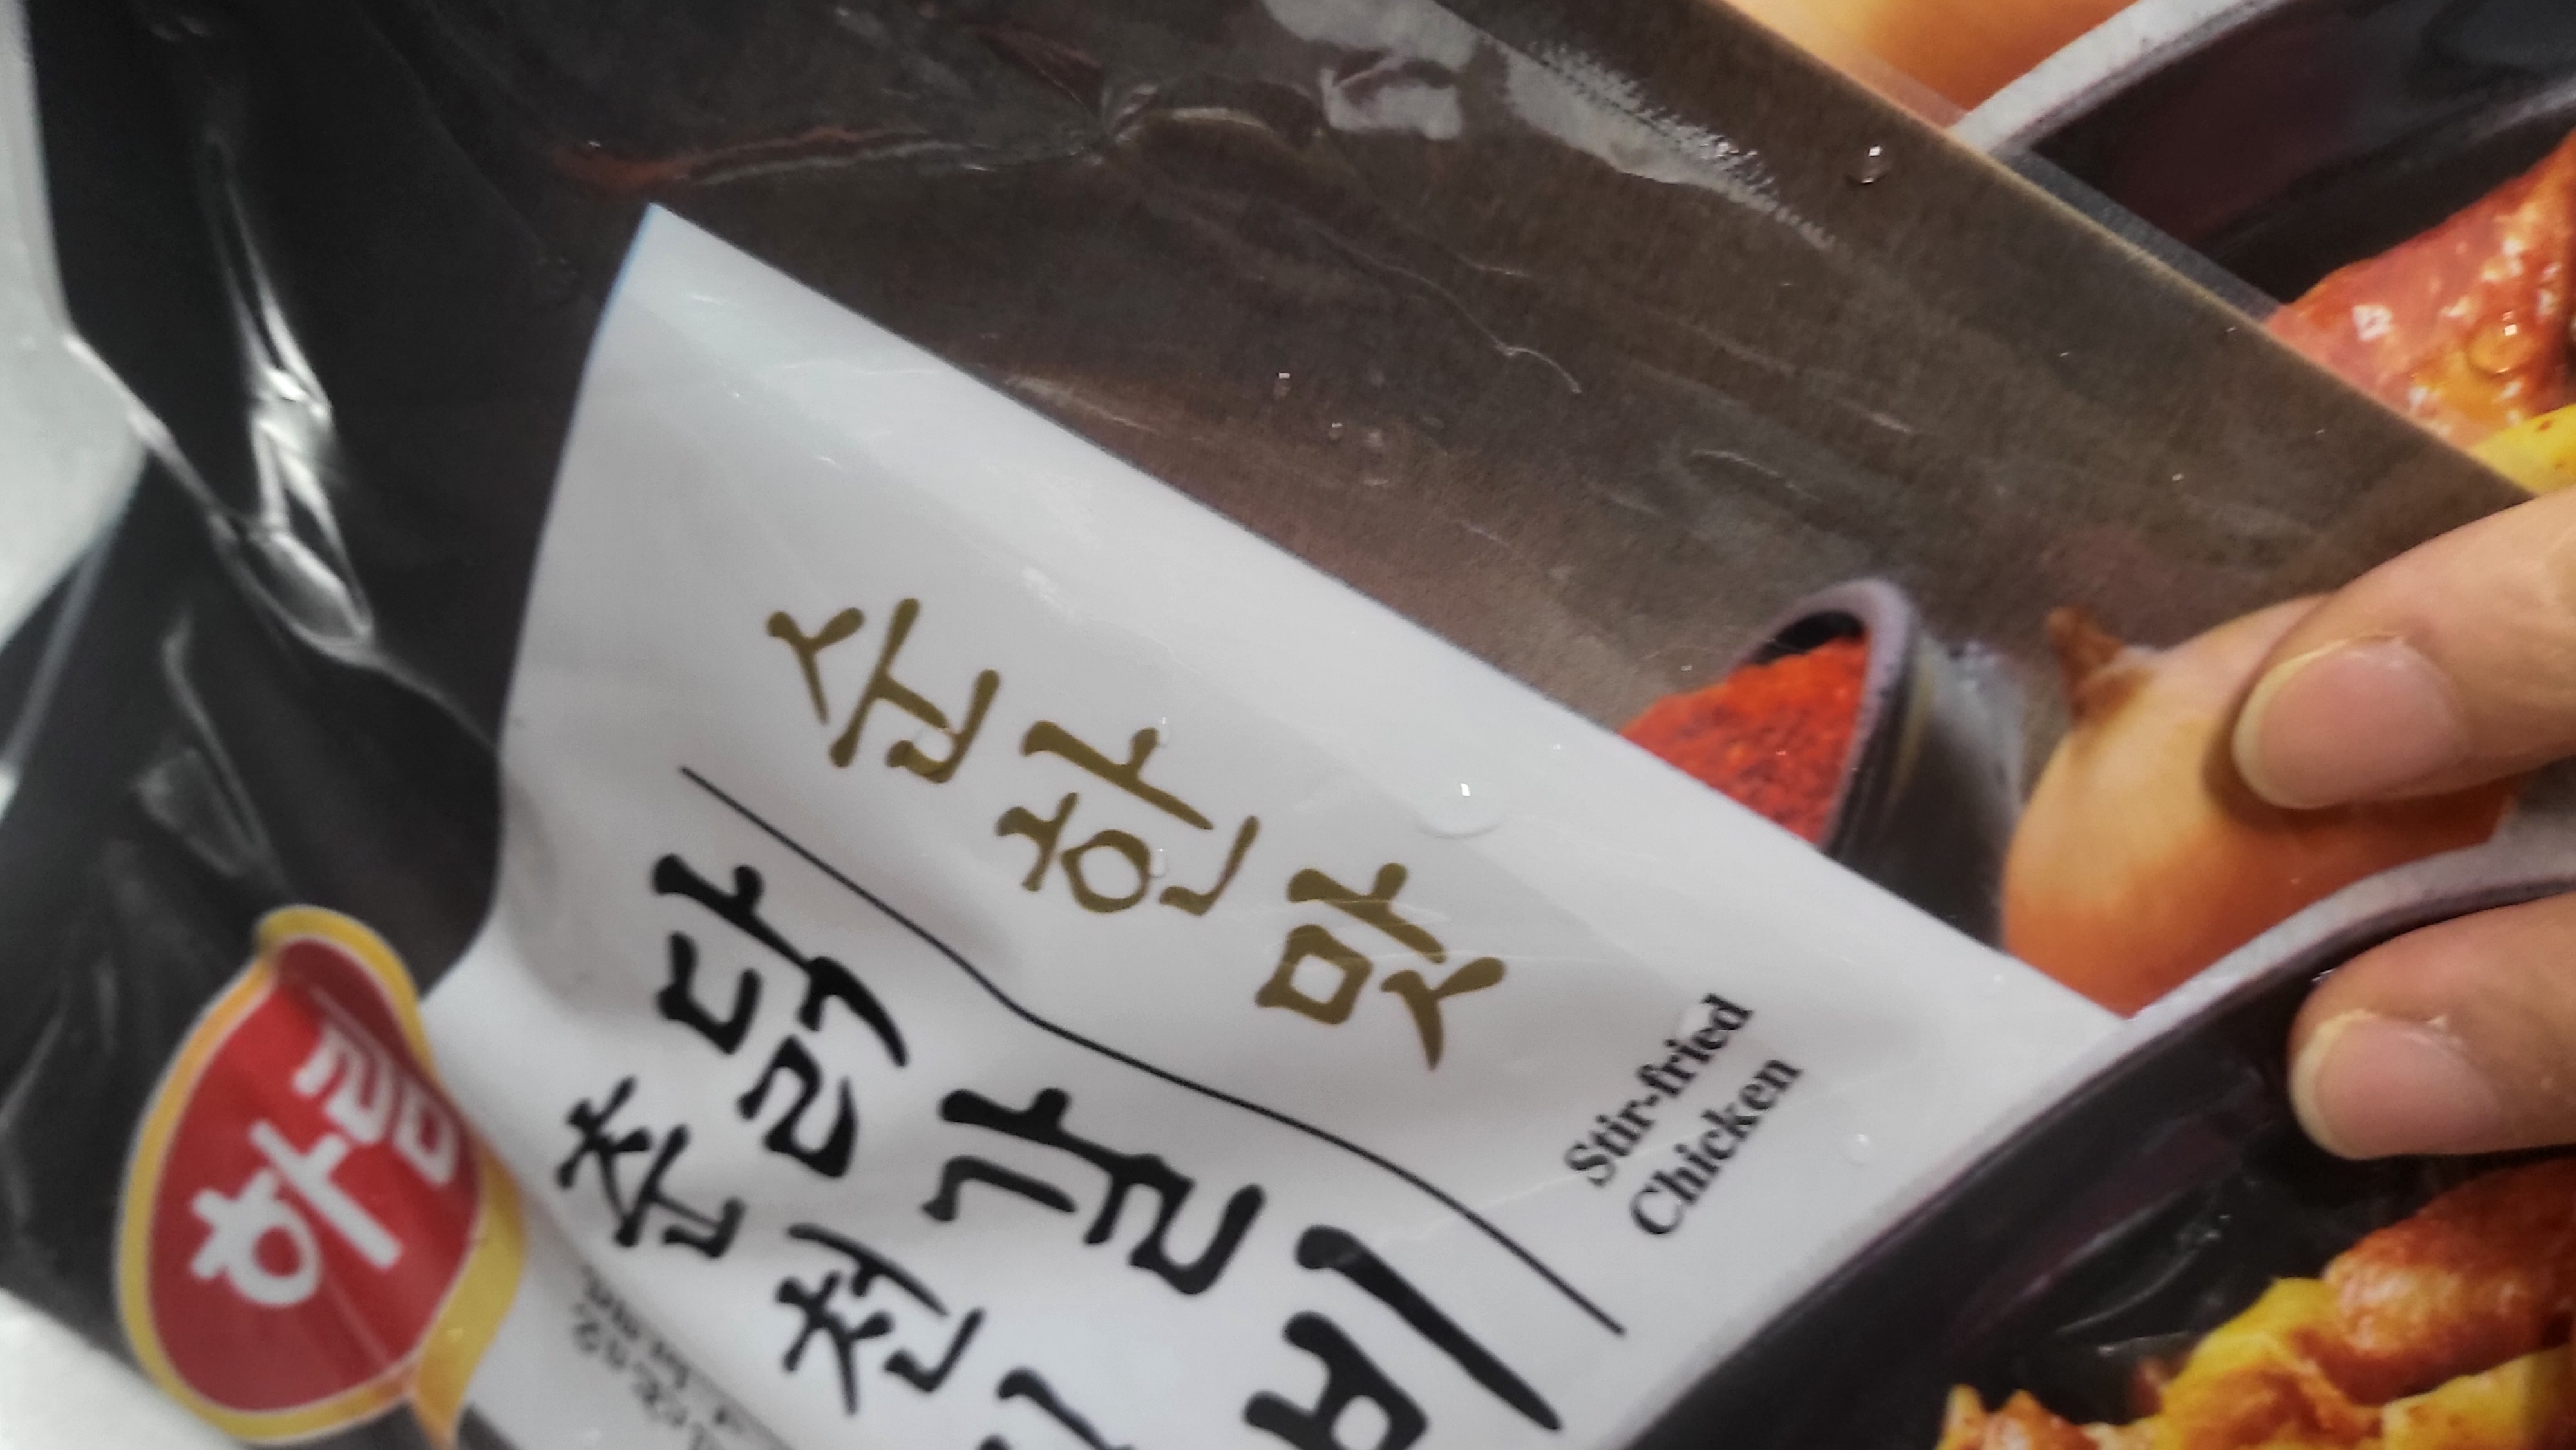 하림
순한맛
닭갈비
춘천
Stir-fried
Chicken